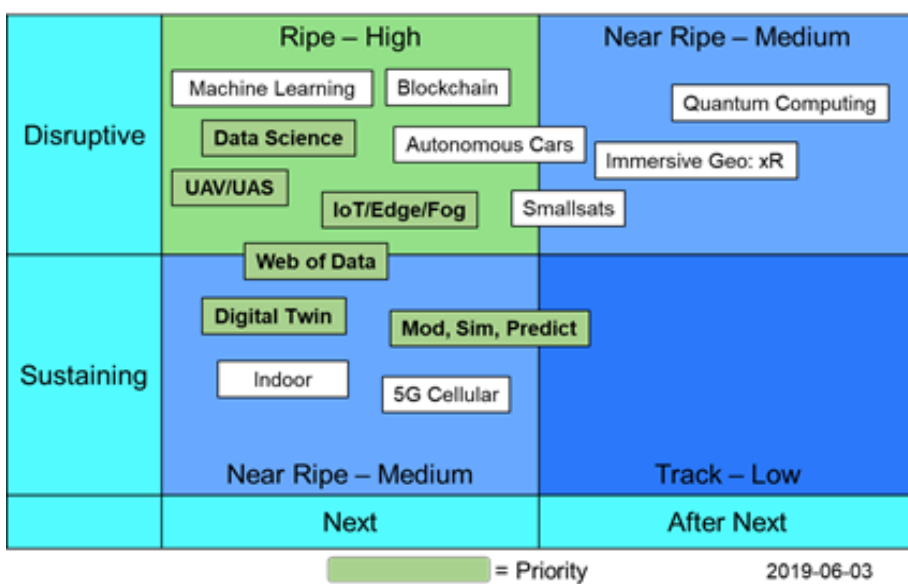 Ripe – High
Near Ripe – Medium
Disruptive
Machine Learning
Blockchain
Quantum Computing
Data Science
Autonomous Cars
Immersive Geo: xR
UAV/UAS
IoT/Edge/Fog
Smallsats
Web of Data
Sustaining
Digital Twin
Mod, Sim, Predict
Indoor
5G Cellular
Near Ripe – Medium
Track – Low
Next
After Next
= Priority
2019-06-03